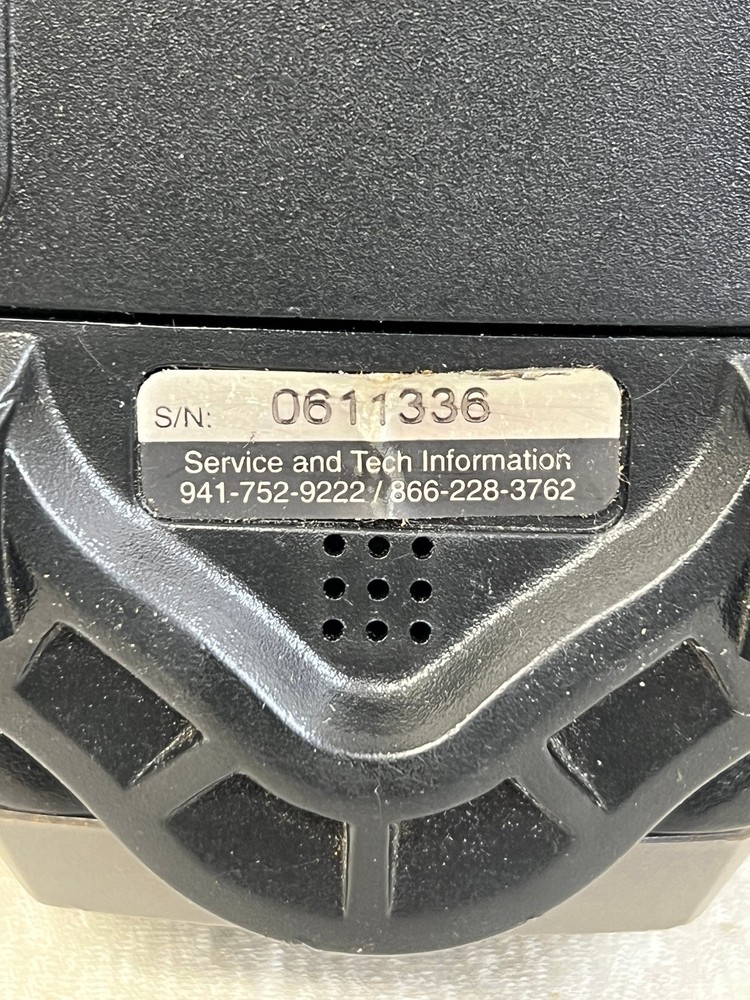 S/N: 0611336
Service and Tech Information
941-752-9222 / 866-228-3762